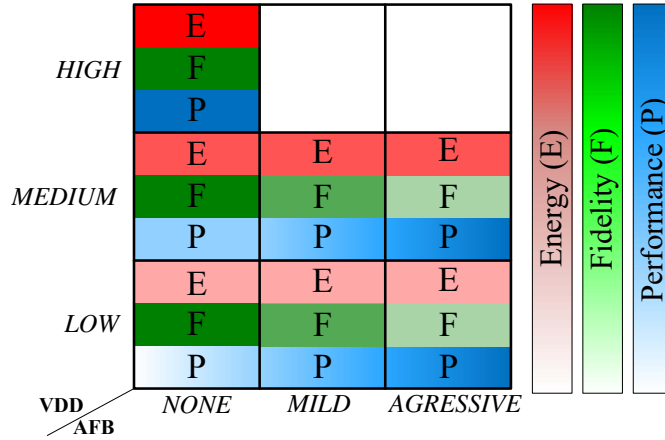 HIGH
E
F
P
MEDIUM
E E E
F F F
P P P
LOW
E E E
F F F
P P P
VDD
AFB
NONE MILD AGRESSIVE
Energy (E)
Fidelity (F)
Performance (P)